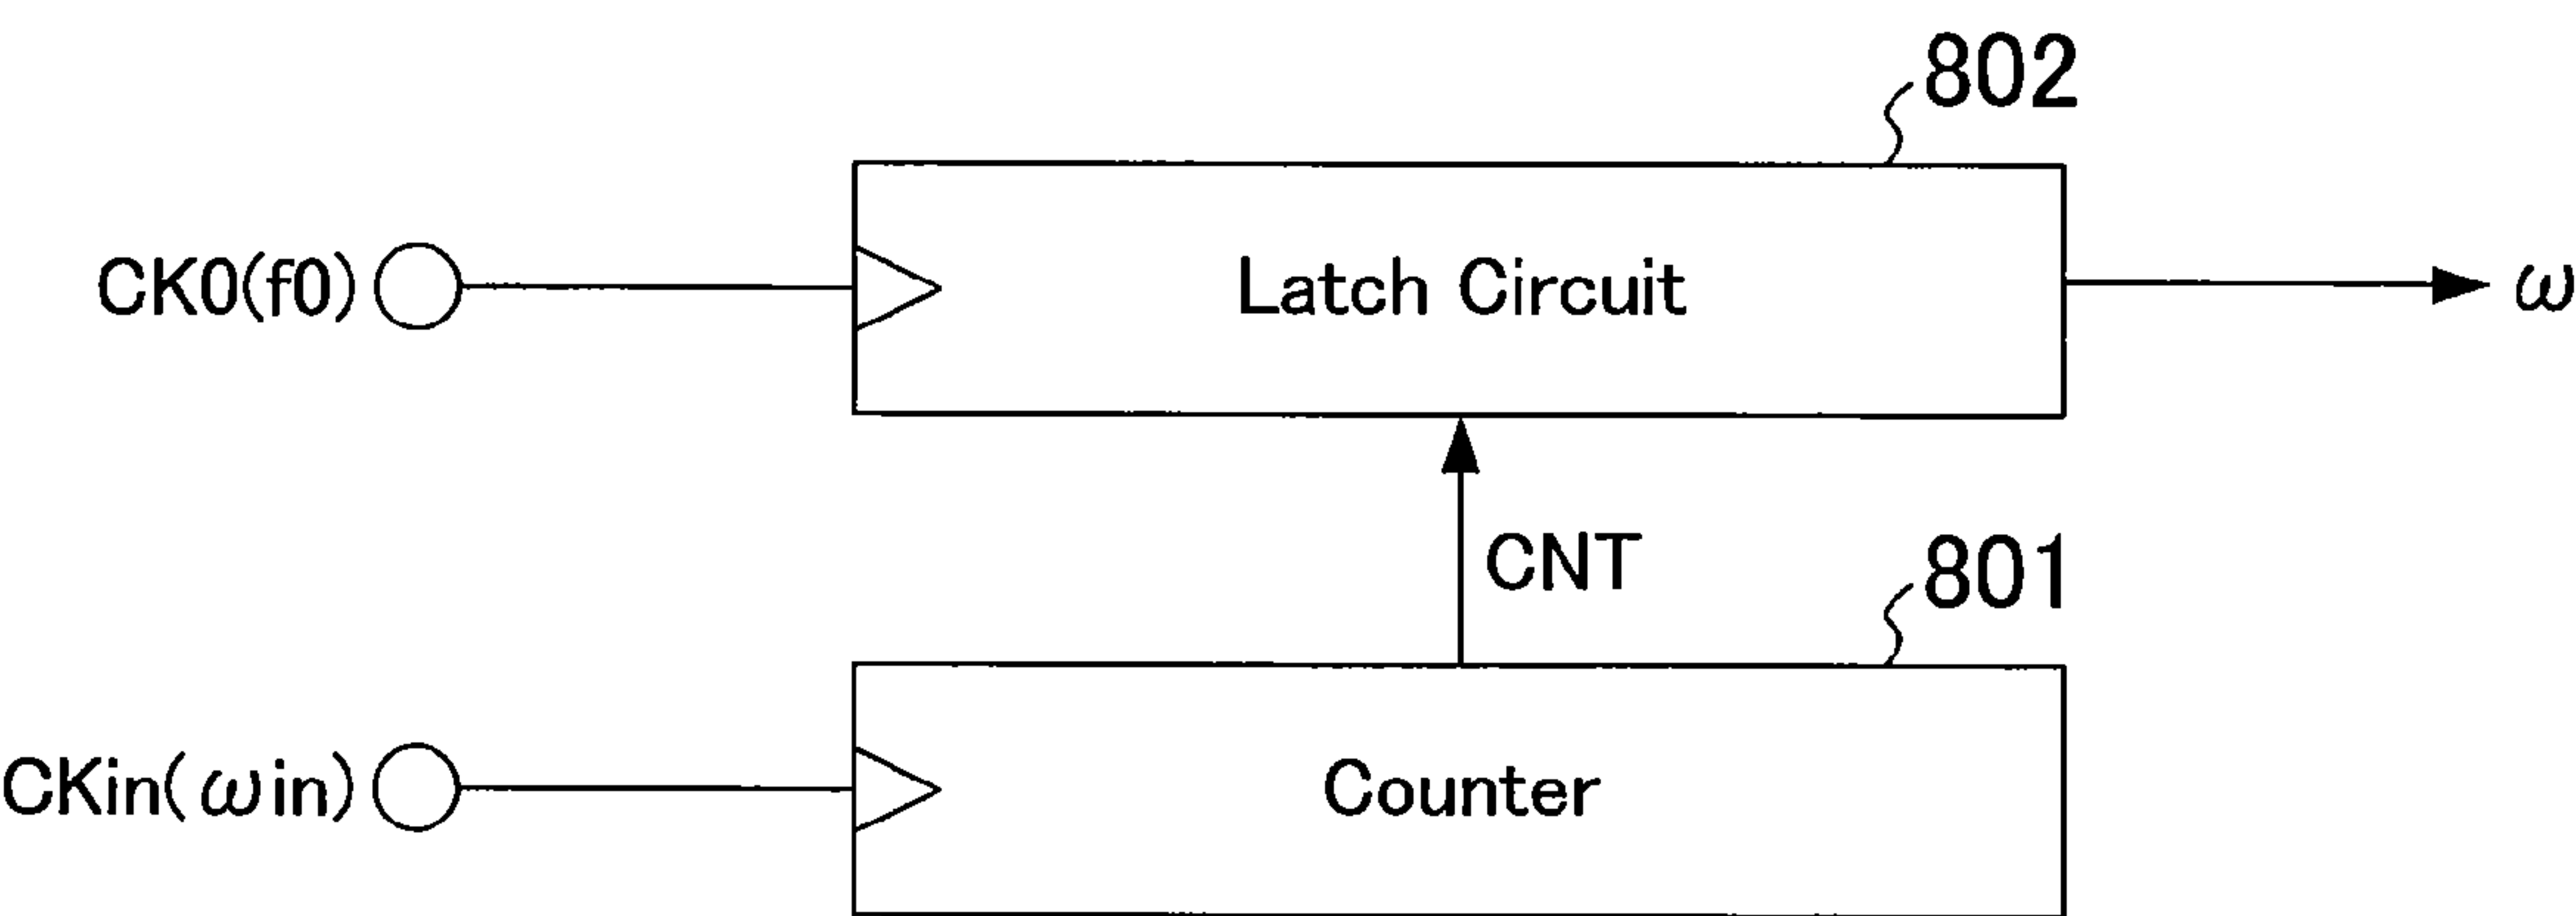 802
CK0(f0)
Latch Circuit
ω
CNT
801
CKin(ωin)
Counter